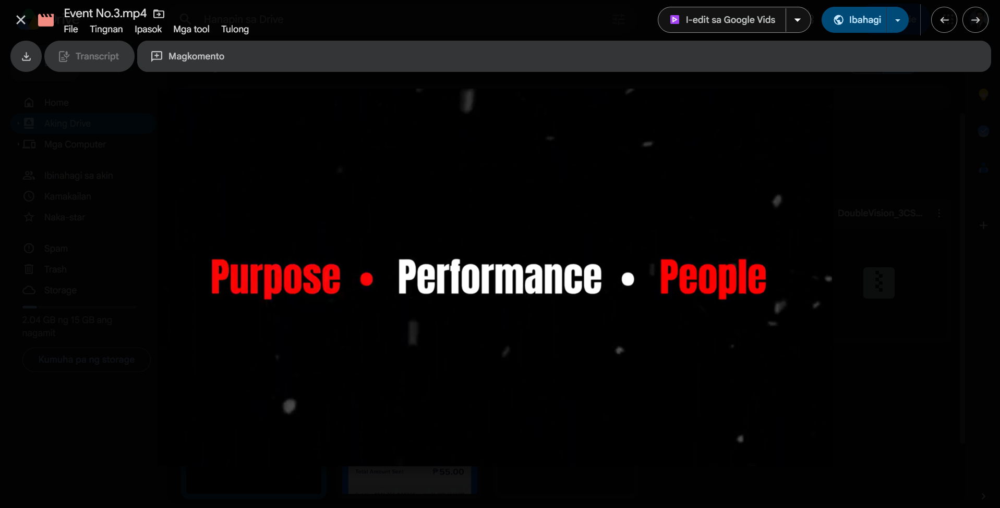 Event No.3.mp4
Hanapin sa Drive
File Tingnan Ipasok Mga tool Tulong
I-edit sa Google Vids
Ibahagi
Transcript
Magkomento
Home
Aking Drive
Mga Computer
Ibinahagi sa akin
Kamakailan
Naka-star
Spam
Trash
Storage
2.04 GB ng 15 GB ang
nagamit
Kumuha pa ng storage
DoubleVision_3CS...
Purpose • Performance • People
Total Amount Sent ₱55.00